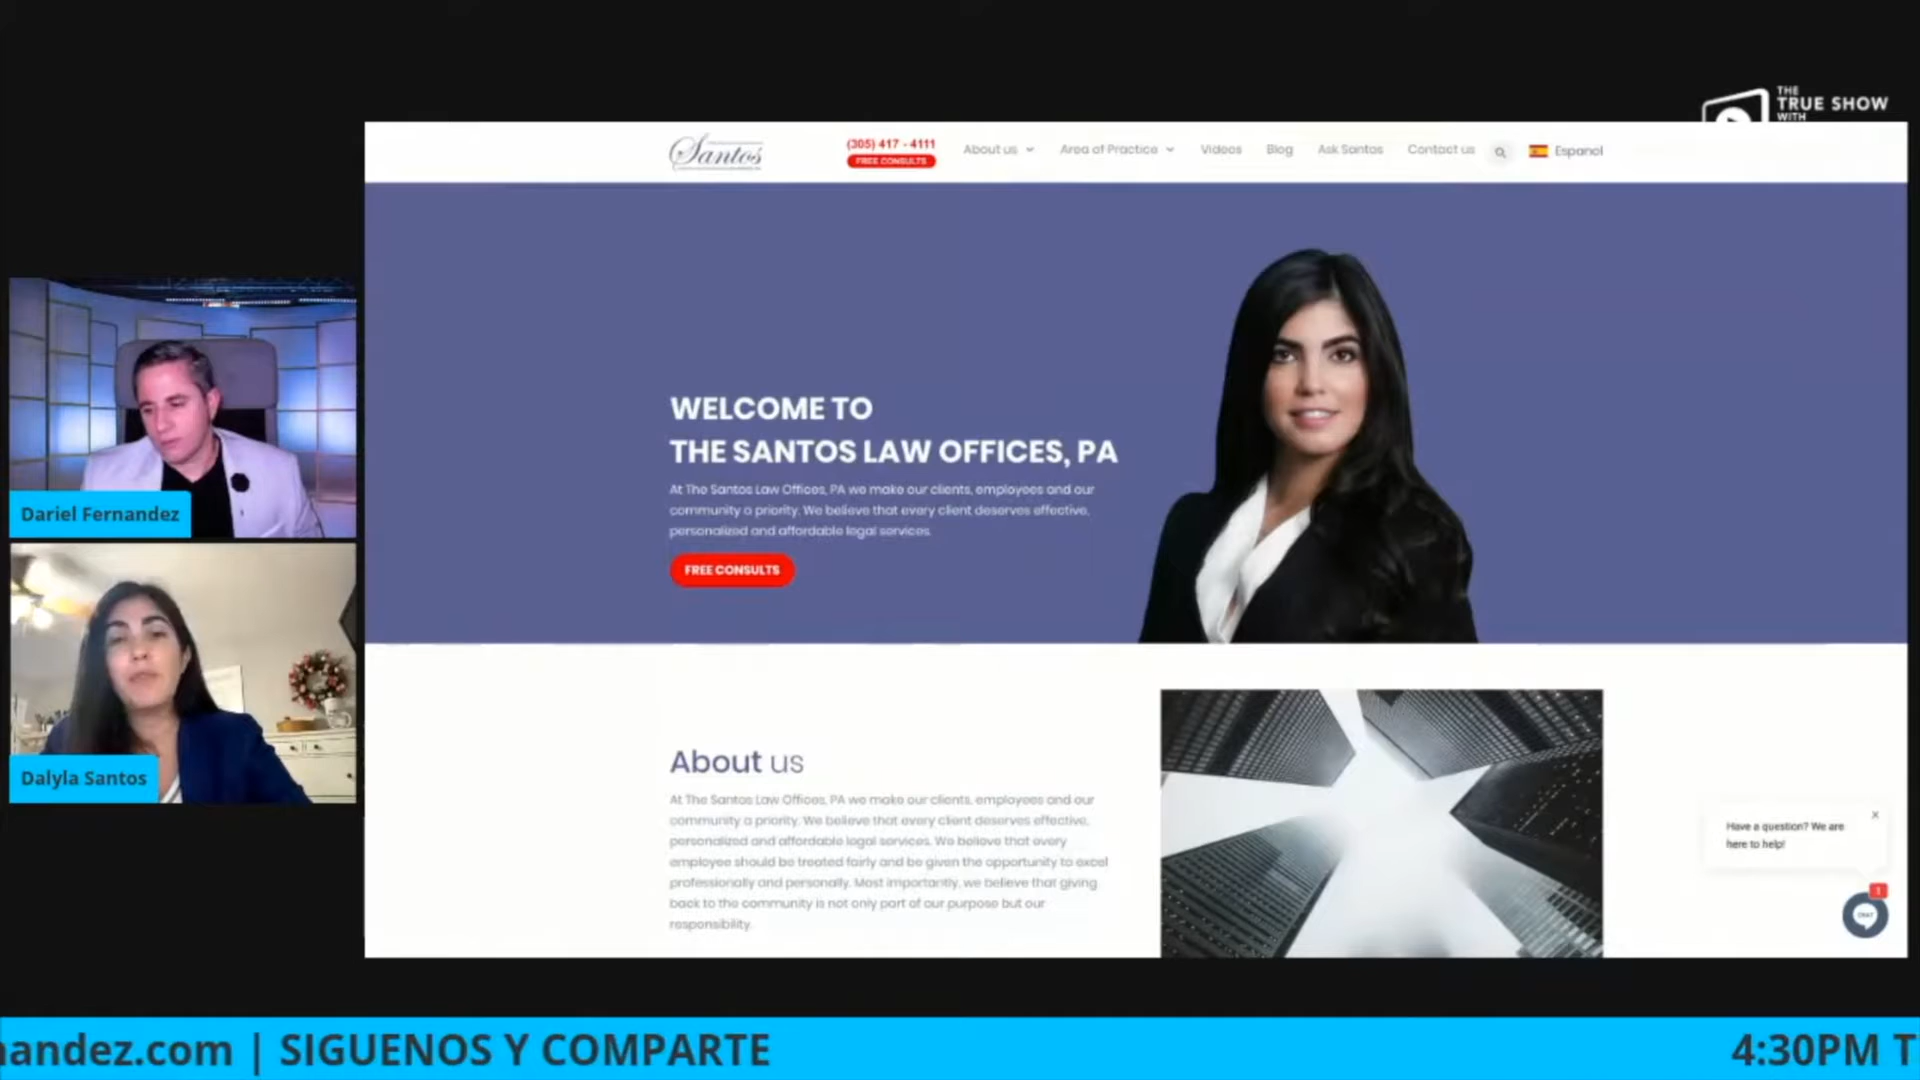 THE
TRUE SHOW
WITH
Santos
(305) 417 - 4111
FREE CONSULTS
About us
Area of Practice
Videos
Blog
Ask Santos
Contact us
Espanol
WELCOME TO
THE SANTOS LAW OFFICES, PA
At The Santos Law Offices, PA we make our clients, employees and our
community a priority. We believe that every client deserves effective,
personalized and affordable legal services.
FREE CONSULTS
Dariel Fernandez
Dalyla Santos
About us
At The Santos Law Offices, PA we make our clients, employees and our
community a priority. We believe that every client deserves effective,
personalized and affordable legal services. We believe that every
employee should be treated fairly and be given the opportunity to excel
professionally and personally. Most importantly, we believe that giving
back to the community is not only part of our purpose but our
responsibility.
Have a question? We are
here to help!
1
CHAT
nandez.com | SIGUENOS Y COMPARTE
4:30PM T